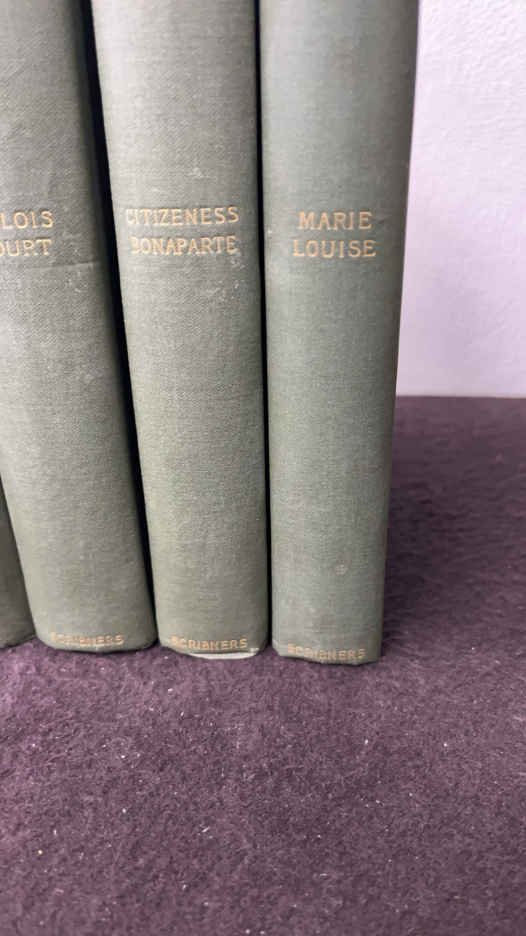 LOIS
OURT
SCRIBNERS
CITIZENESS
BONAPARTE
SCRIBNERS
MARIE
LOUISE
SCRIBNERS